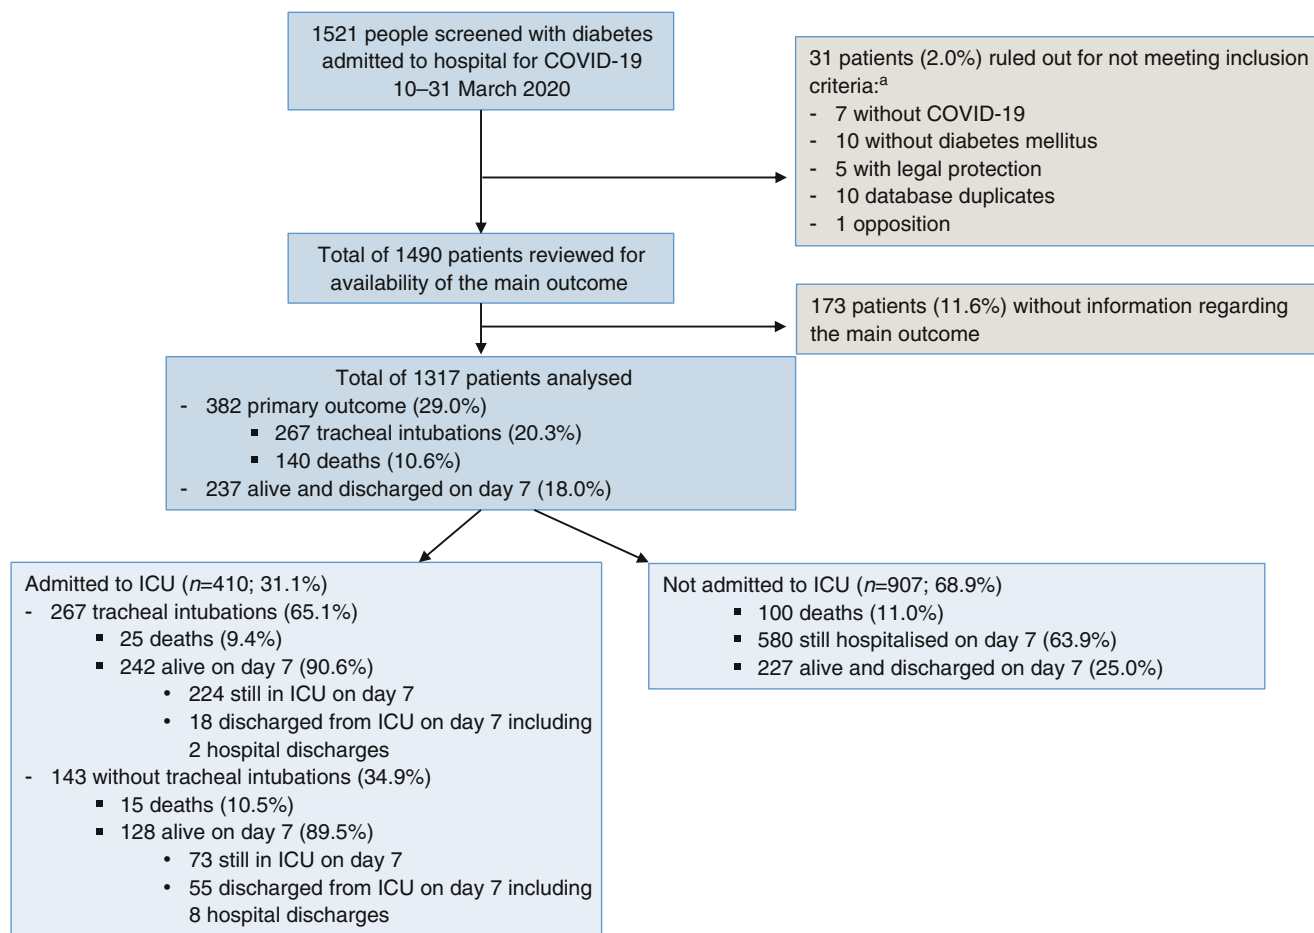 1521 people screened with diabetes
admitted to hospital for COVID-19
10–31 March 2020
31 patients (2.0%) ruled out for not meeting inclusion
criteria:ᵃ
- 7 without COVID-19
- 10 without diabetes mellitus
- 5 with legal protection
- 10 database duplicates
- 1 opposition
Total of 1490 patients reviewed for
availability of the main outcome
173 patients (11.6%) without information regarding
the main outcome
Total of 1317 patients analysed
- 382 primary outcome (29.0%)
▪ 267 tracheal intubations (20.3%)
▪ 140 deaths (10.6%)
- 237 alive and discharged on day 7 (18.0%)
Admitted to ICU (n=410; 31.1%)
- 267 tracheal intubations (65.1%)
▪ 25 deaths (9.4%)
▪ 242 alive on day 7 (90.6%)
• 224 still in ICU on day 7
• 18 discharged from ICU on day 7 including
2 hospital discharges
- 143 without tracheal intubations (34.9%)
▪ 15 deaths (10.5%)
▪ 128 alive on day 7 (89.5%)
• 73 still in ICU on day 7
• 55 discharged from ICU on day 7 including
8 hospital discharges
Not admitted to ICU (n=907; 68.9%)
▪ 100 deaths (11.0%)
▪ 580 still hospitalised on day 7 (63.9%)
▪ 227 alive and discharged on day 7 (25.0%)